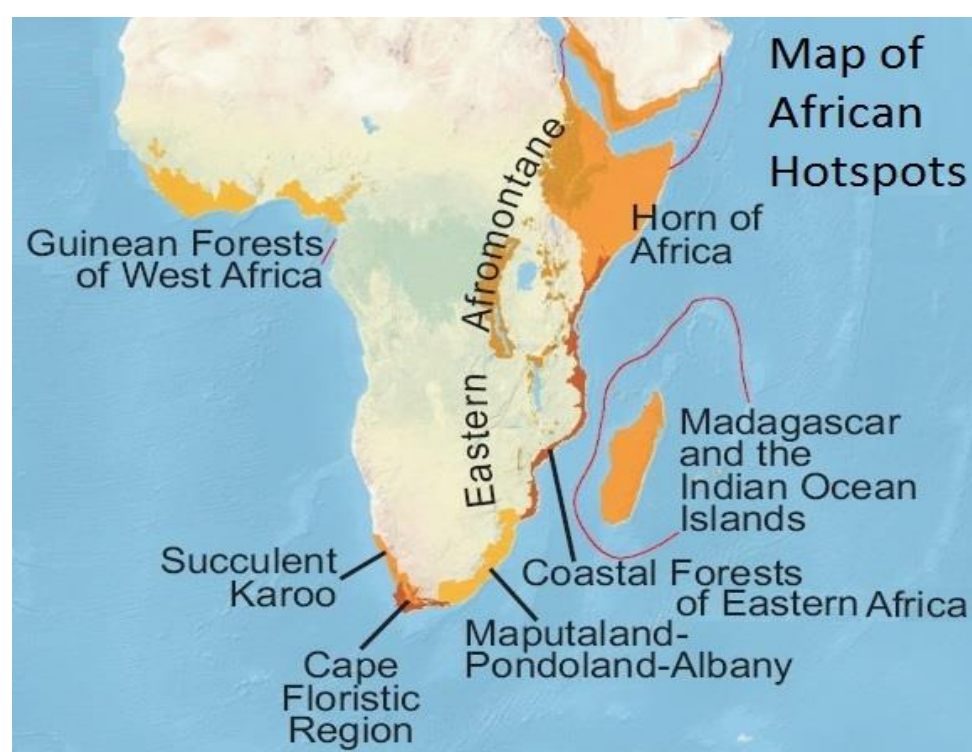 Map of
African
Hotspots
Eastern Afromontane
Horn of
Africa
Guinean Forests
of West Africa
Madagascar
and the
Indian Ocean
Islands
Succulent
Karoo
Coastal Forests
of Eastern Africa
Maputaland-
Pondoland-Albany
Cape
Floristic
Region